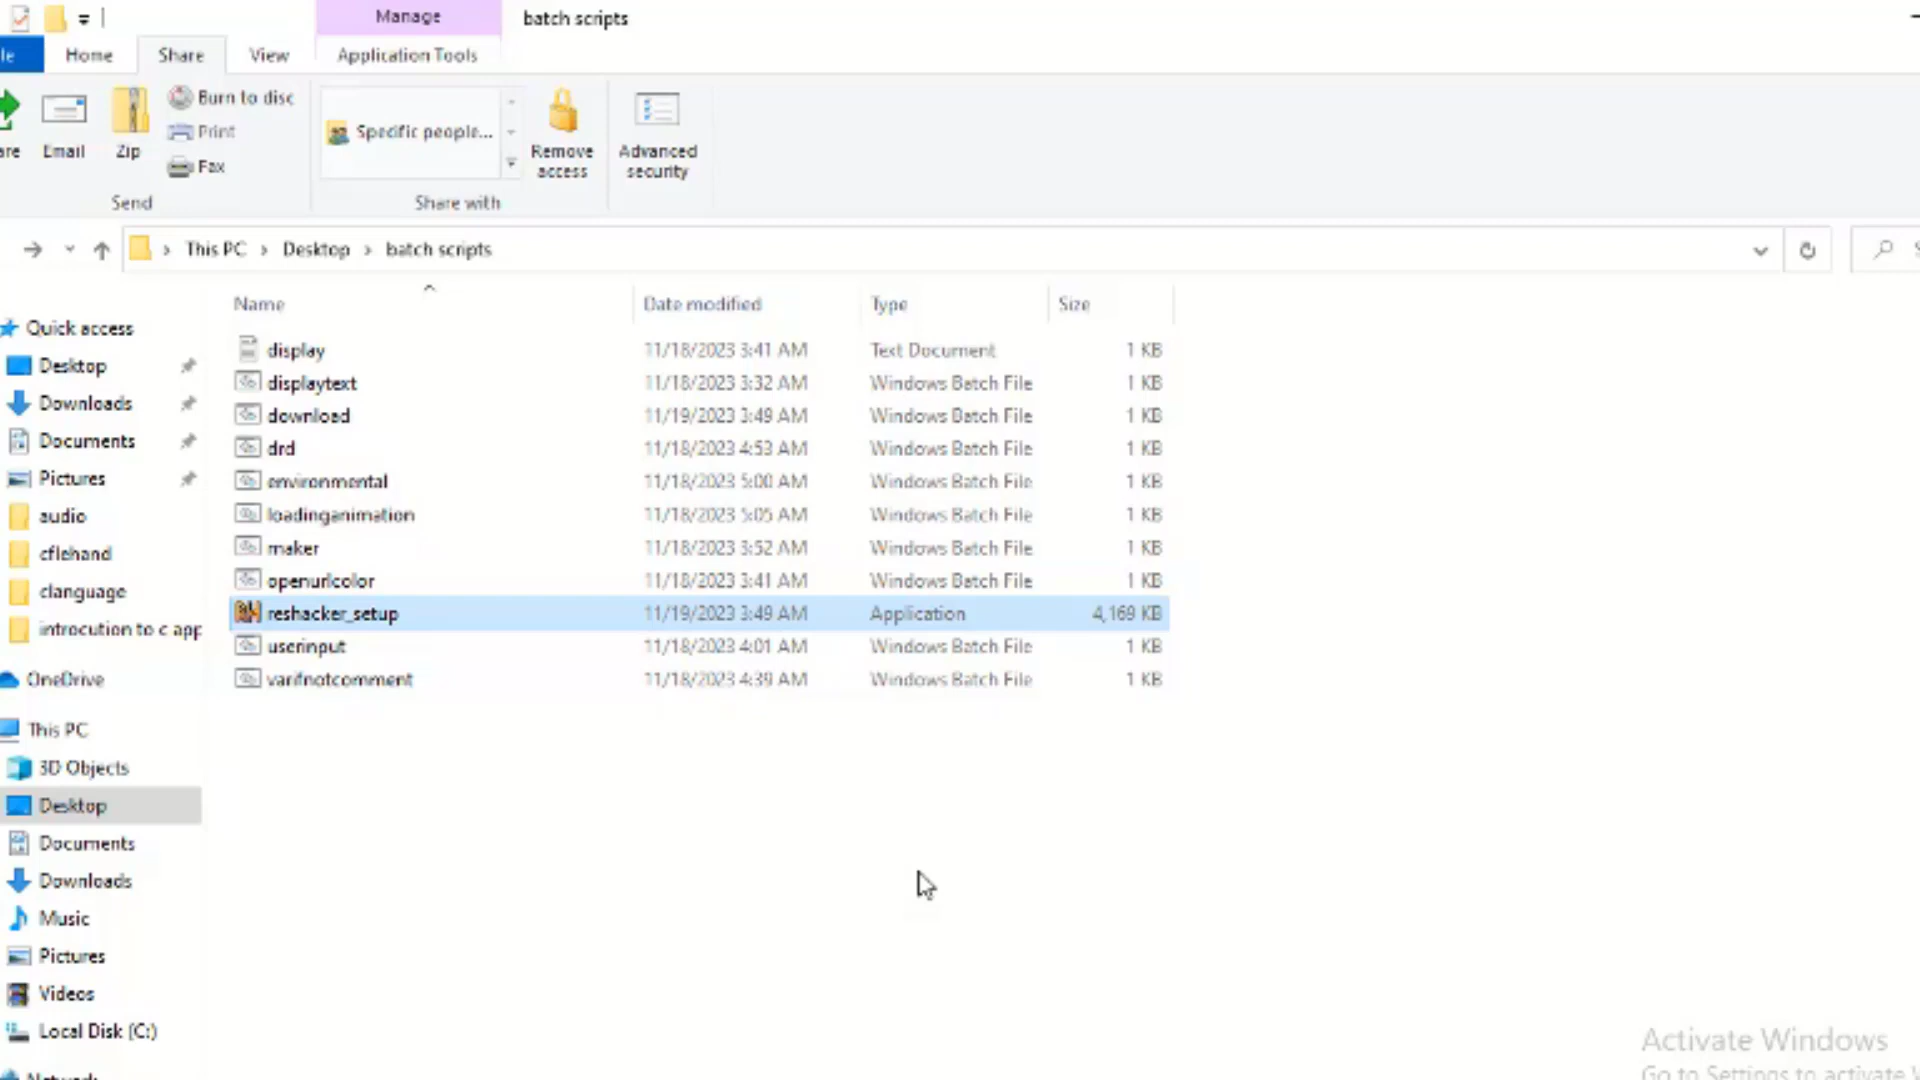 Manage
batch scripts
le
Home
Share
View
Application Tools
are
Email
Zip
Burn to disc
Print
Fax
Send
Specific people...
Share with
Remove access
Advanced security
This PC > Desktop > batch scripts
Name
Date modified
Type
Size
display 11/18/2023 3:41 AM Text Document 1 KB
displaytext 11/18/2023 3:32 AM Windows Batch File 1 KB
download 11/19/2023 3:49 AM Windows Batch File 1 KB
drd 11/18/2023 4:53 AM Windows Batch File 1 KB
environmental 11/18/2023 5:00 AM Windows Batch File 1 KB
loadinganimation 11/18/2023 5:05 AM Windows Batch File 1 KB
maker 11/18/2023 3:52 AM Windows Batch File 1 KB
openurlcolor 11/18/2023 3:41 AM Windows Batch File 1 KB
reshacker_setup 11/19/2023 3:49 AM Application 4,169 KB
userinput 11/18/2023 4:01 AM Windows Batch File 1 KB
varifnotcomment 11/18/2023 4:39 AM Windows Batch File 1 KB
Quick access
Desktop
Downloads
Documents
Pictures
audio
cflehand
clanguage
introcution to c app
OneDrive
This PC
3D Objects
Desktop
Documents
Downloads
Music
Pictures
Videos
Local Disk (C:)
Network
Activate Windows
Go to Settings to activate W